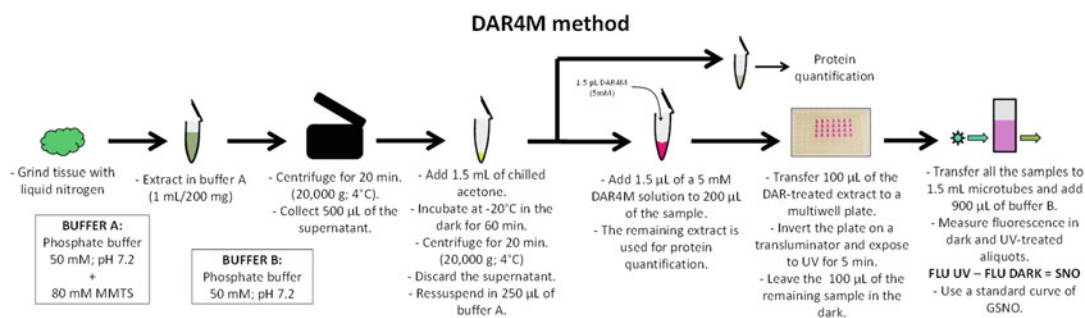 DAR4M method
1.5 µL DAR4M
(5mM)
Protein
quantification
- Grind tissue with
liquid nitrogen
BUFFER A:
Phosphate buffer
50 mM; pH 7.2
+
80 mM MMTS
- Extract in buffer A
(1 mL/200 mg)
BUFFER B:
Phosphate buffer
50 mM; pH 7.2
- Centrifuge for 20 min.
(20,000 g; 4°C).
- Collect 500 µL of the
supernatant.
- Add 1.5 mL of chilled
acetone.
- Incubate at -20°C in the
dark for 60 min.
- Centrifuge for 20 min.
(20,000 g; 4°C)
- Discard the supernatant.
- Ressuspend in 250 µL of
buffer A.
- Add 1.5 µL of a 5 mM
DAR4M solution to 200 µL
of the sample.
- The remaining extract is
used for protein
quantification.
- Transfer 100 µL of the
DAR-treated extract to a
multiwell plate.
- Invert the plate on a
transluminator and expose
to UV for 5 min.
- Leave the 100 µL of the
remaining sample in the
dark.
- Transfer all the samples to
1.5 mL microtubes and add
900 µL of buffer B.
- Measure fluorescence in
dark and UV-treated
aliquots.
FLU UV – FLU DARK = SNO
- Use a standard curve of
GSNO.